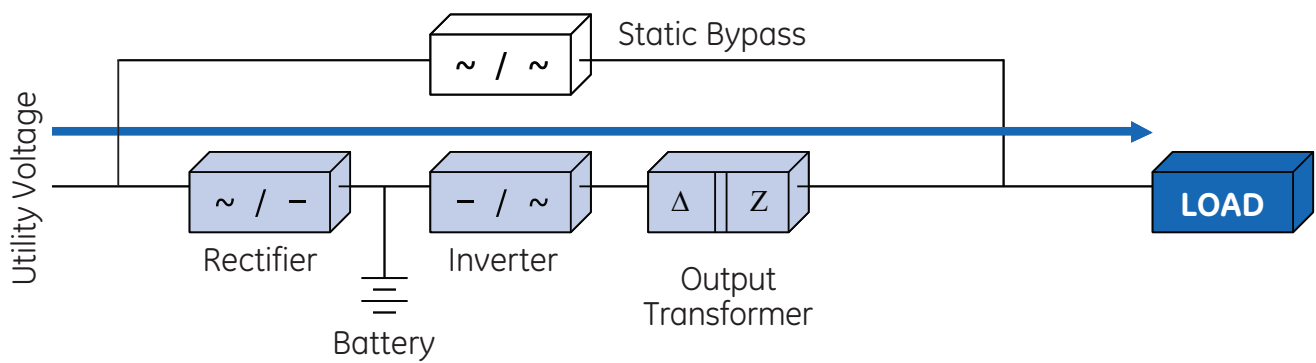 Static Bypass
~ / ~
Utility Voltage
~ / –
– / ~
Δ Z
LOAD
Rectifier
Inverter
Output
Transformer
Battery